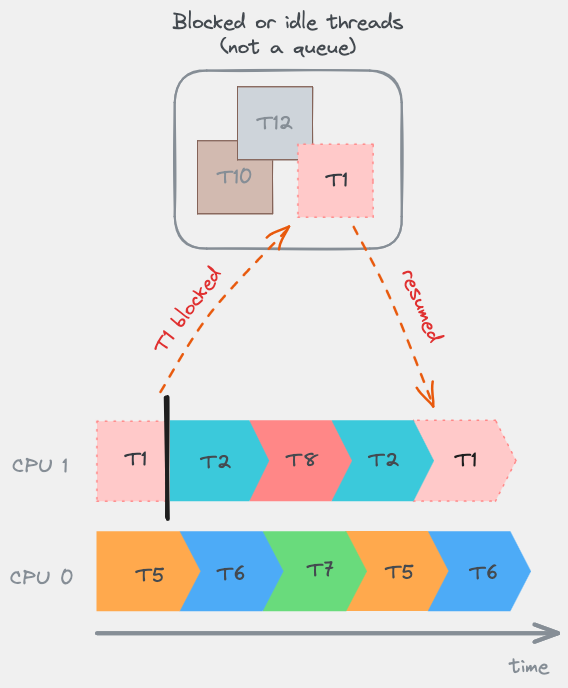 Blocked or idle threads
(not a queue)
T12
T10
T1
T1 blocked
resumed
CPU 1
T1
T2
T8
T2
T1
CPU 0
T5
T6
T7
T5
T6
time